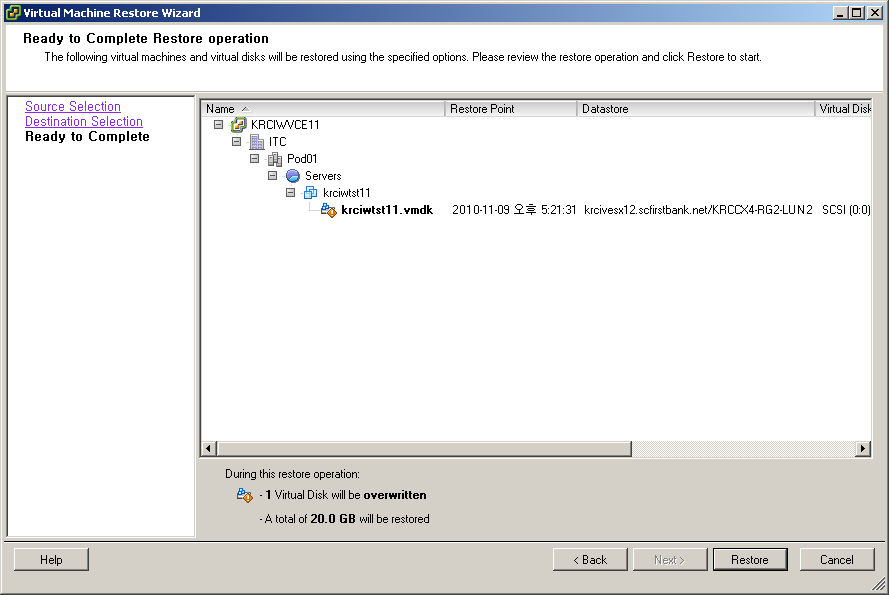 Virtual Machine Restore Wizard
Ready to Complete Restore operation
The following virtual machines and virtual disks will be restored using the specified options. Please review the restore operation and click Restore to start.
Source Selection
Destination Selection
Ready to Complete
Name Restore Point Datastore Virtual Disk
KRCIWVCE11
ITC
Pod01
Servers
krciwtst11
krciwtst11.vmdk 2010-11-09 오후 5:21:31 krcivesx12.scfirstbank.net/KRCCX4-RG2-LUN2 SCSI (0:0)
During this restore operation:
- 1 Virtual Disk will be overwritten
- A total of 20.0 GB will be restored
Help < Back Next > Restore Cancel